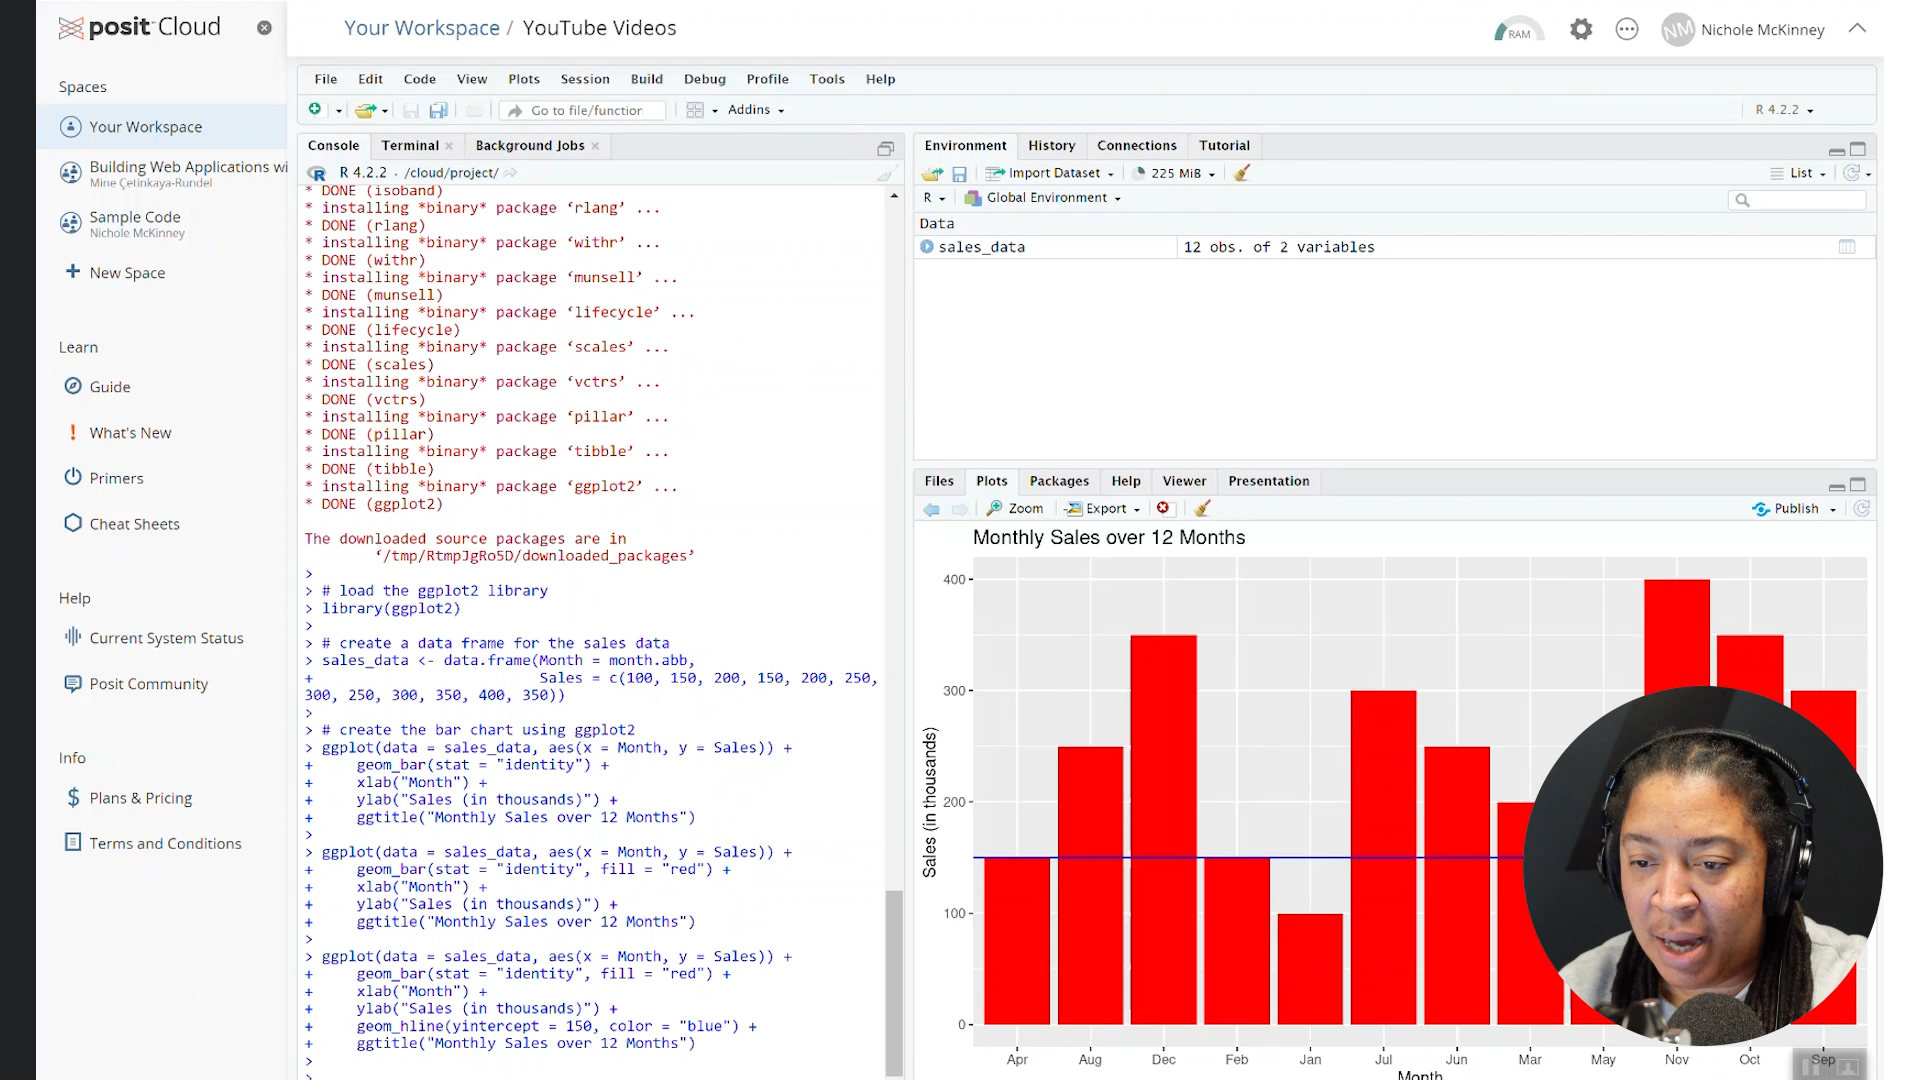 posit Cloud
Your Workspace / YouTube Videos
RAM
NM
Nichole McKinney
Spaces
Your Workspace
Building Web Applications wi
Mine Çetinkaya-Rundel
Sample Code
Nichole McKinney
New Space
Learn
Guide
What's New
Primers
Cheat Sheets
Help
Current System Status
Posit Community
Info
Plans & Pricing
Terms and Conditions
File Edit Code View Plots Session Build Debug Profile Tools Help
Go to file/function
Addins
R 4.2.2
Console Terminal Background Jobs
R 4.2.2 · /cloud/project/
* DONE (isoband)
* installing *binary* package ‘rlang’ ...
* DONE (rlang)
* installing *binary* package ‘withr’ ...
* DONE (withr)
* installing *binary* package ‘munsell’ ...
* DONE (munsell)
* installing *binary* package ‘lifecycle’ ...
* DONE (lifecycle)
* installing *binary* package ‘scales’ ...
* DONE (scales)
* installing *binary* package ‘vctrs’ ...
* DONE (vctrs)
* installing *binary* package ‘pillar’ ...
* DONE (pillar)
* installing *binary* package ‘tibble’ ...
* DONE (tibble)
* installing *binary* package ‘ggplot2’ ...
* DONE (ggplot2)
The downloaded source packages are in
‘/tmp/RtmpJgRo5D/downloaded_packages’
>
> # load the ggplot2 library
> library(ggplot2)
>
> # create a data frame for the sales data
> sales_data <- data.frame(Month = month.abb,
+ Sales = c(100, 150, 200, 150, 200, 250,
300, 250, 300, 350, 400, 350))
>
> # create the bar chart using ggplot2
> ggplot(data = sales_data, aes(x = Month, y = Sales)) +
+ geom_bar(stat = "identity") +
+ xlab("Month") +
+ ylab("Sales (in thousands)") +
+ ggtitle("Monthly Sales over 12 Months")
>
> ggplot(data = sales_data, aes(x = Month, y = Sales)) +
+ geom_bar(stat = "identity", fill = "red") +
+ xlab("Month") +
+ ylab("Sales (in thousands)") +
+ ggtitle("Monthly Sales over 12 Months")
>
> ggplot(data = sales_data, aes(x = Month, y = Sales)) +
+ geom_bar(stat = "identity", fill = "red") +
+ xlab("Month") +
+ ylab("Sales (in thousands)") +
+ geom_hline(yintercept = 150, color = "blue") +
+ ggtitle("Monthly Sales over 12 Months")
>
>
Environment History Connections Tutorial
Import Dataset
225 MiB
List
R
Global Environment
Data
sales_data
12 obs. of 2 variables
Files Plots Packages Help Viewer Presentation
Zoom
Export
Publish
Monthly Sales over 12 Months
400
300
200
100
0
Sales (in thousands)
Apr Aug Dec Feb Jan Jul Jun Mar May Nov Oct Sep
Month